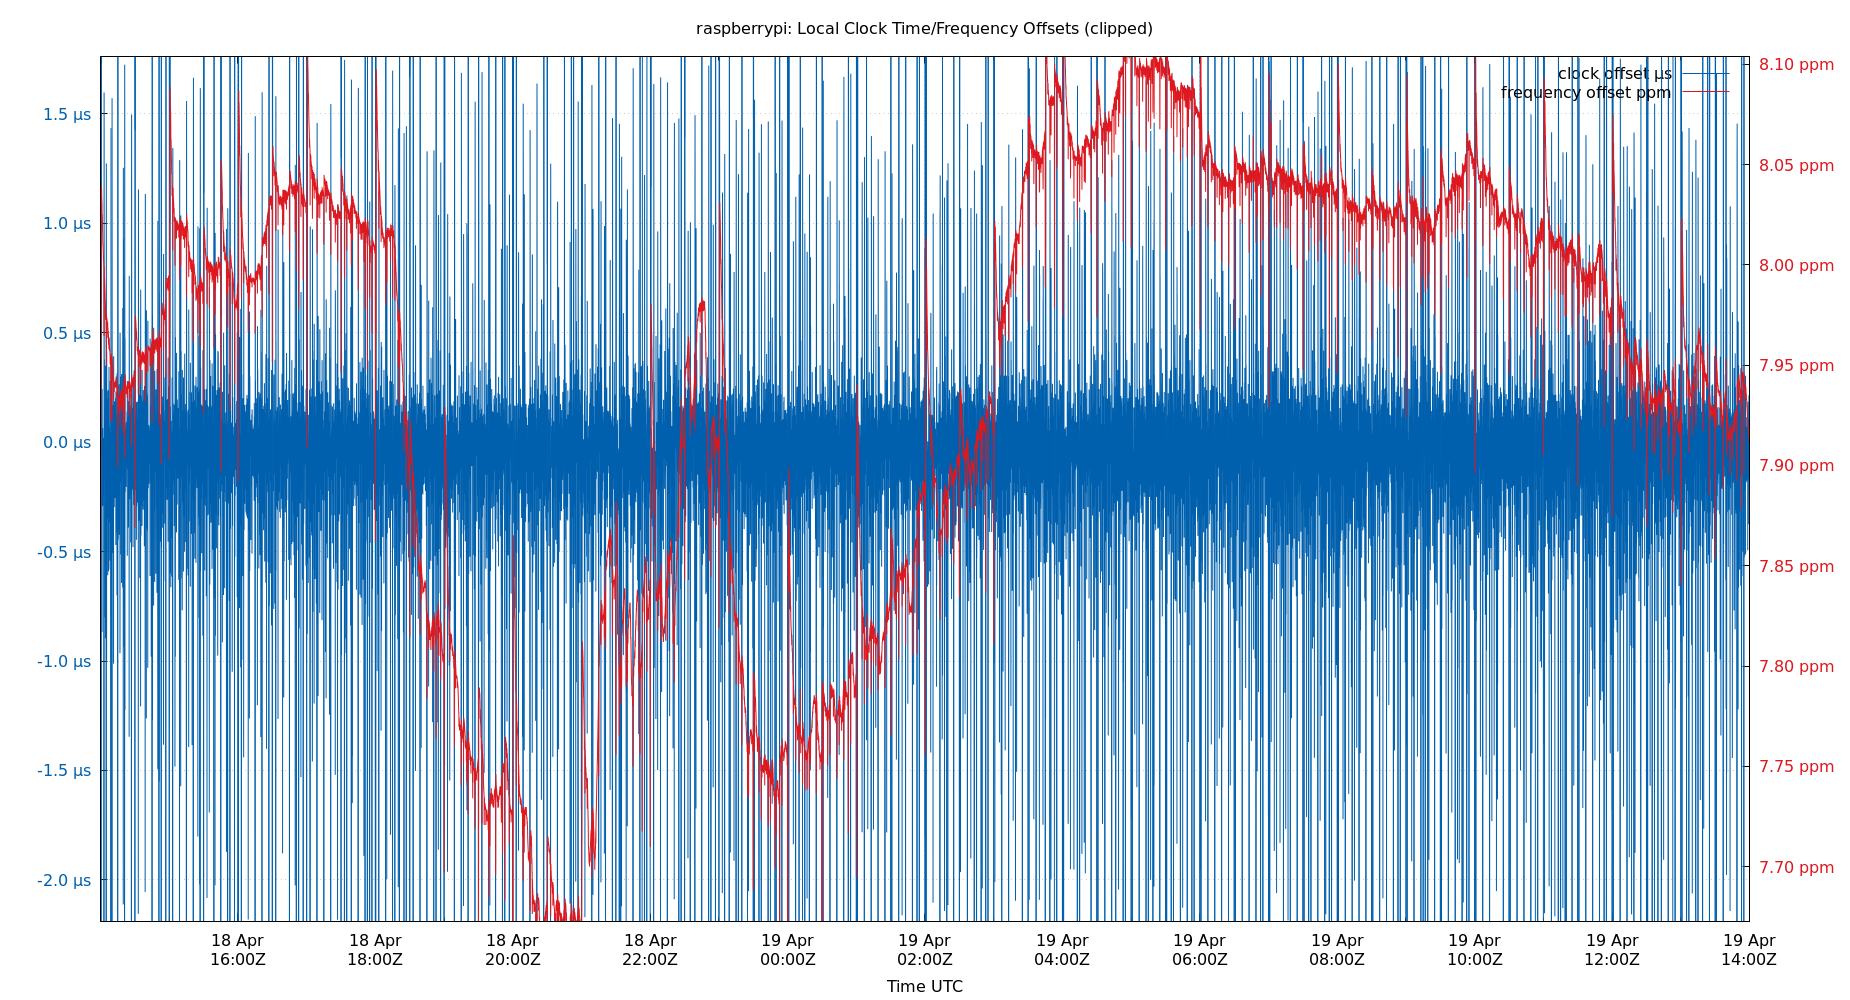 raspberrypi: Local Clock Time/Frequency Offsets (clipped)
clock offset µs
frequency offset ppm
1.5 µs
1.0 µs
0.5 µs
0.0 µs
-0.5 µs
-1.0 µs
-1.5 µs
-2.0 µs
8.10 ppm
8.05 ppm
8.00 ppm
7.95 ppm
7.90 ppm
7.85 ppm
7.80 ppm
7.75 ppm
7.70 ppm
18 Apr 18 Apr 18 Apr 18 Apr 19 Apr 19 Apr 19 Apr 19 Apr 19 Apr 19 Apr 19 Apr 19 Apr
16:00Z 18:00Z 20:00Z 22:00Z 00:00Z 02:00Z 04:00Z 06:00Z 08:00Z 10:00Z 12:00Z 14:00Z
Time UTC